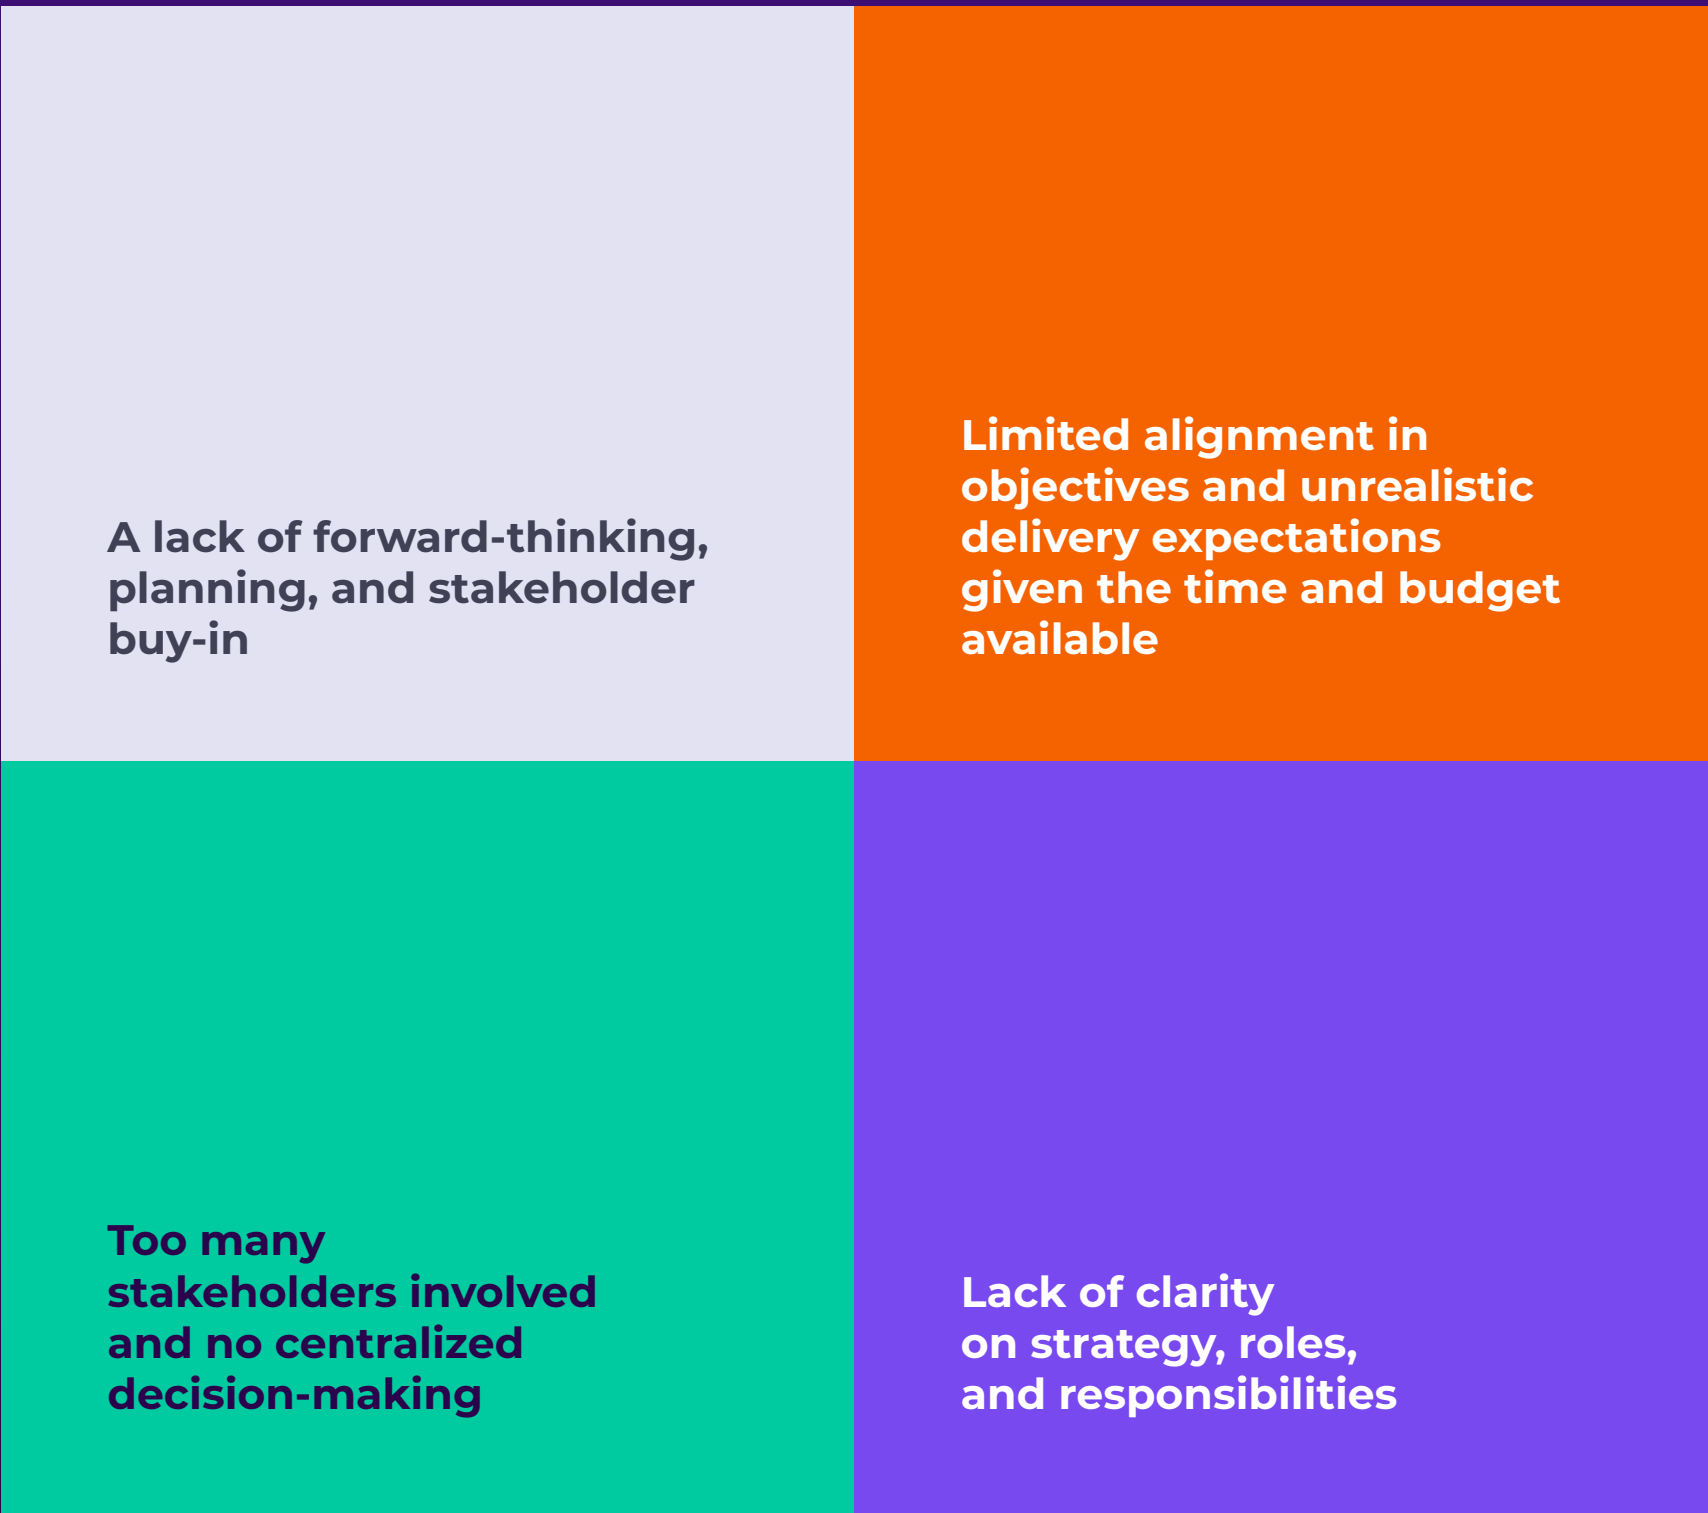 A lack of forward-thinking,
planning, and stakeholder
buy-in
Limited alignment in
objectives and unrealistic
delivery expectations
given the time and budget
available
Too many
stakeholders involved
and no centralized
decision-making
Lack of clarity
on strategy, roles,
and responsibilities